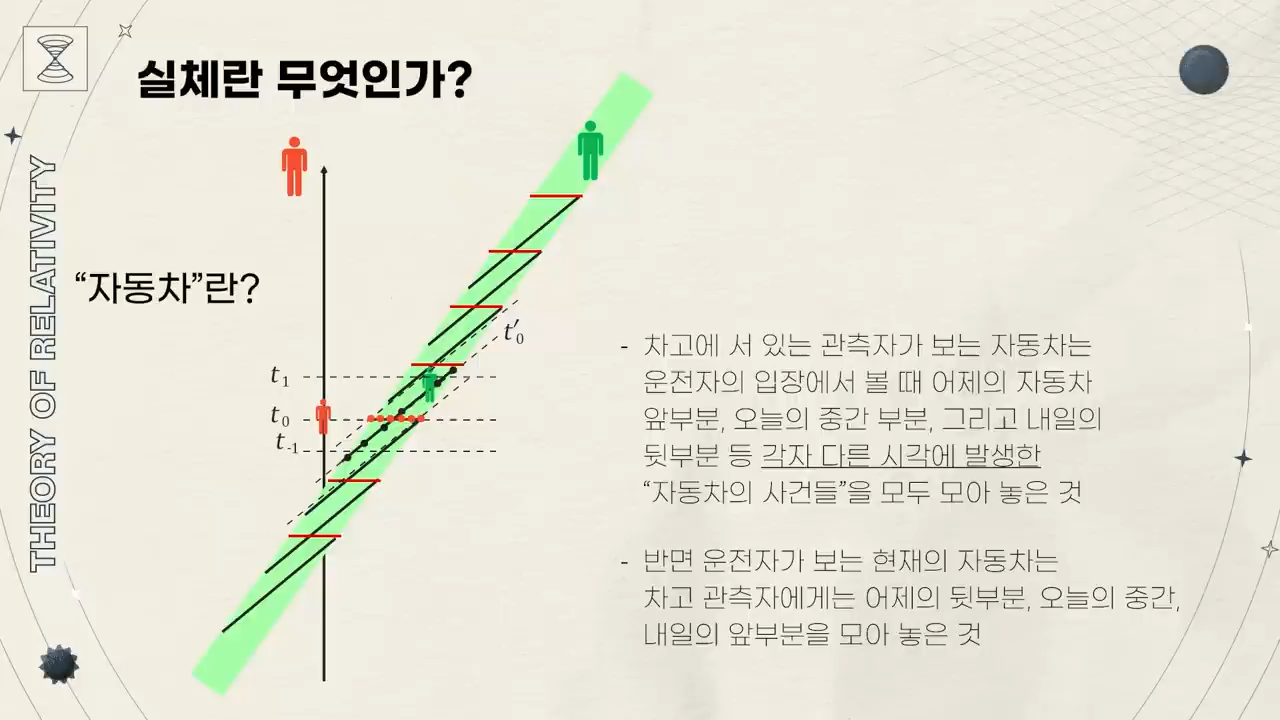 실체란 무엇인가?
THEORY OF RELATIVITY
“자동차”란?
t′0
t1
t0
t-1
- 차고에 서 있는 관측자가 보는 자동차는
운전자의 입장에서 볼 때 어제의 자동차
앞부분, 오늘의 중간 부분, 그리고 내일의
뒷부분 등 각자 다른 시각에 발생한
“자동차의 사건들”을 모두 모아 놓은 것
- 반면 운전자가 보는 현재의 자동차는
차고 관측자에게는 어제의 뒷부분, 오늘의 중간,
내일의 앞부분을 모아 놓은 것